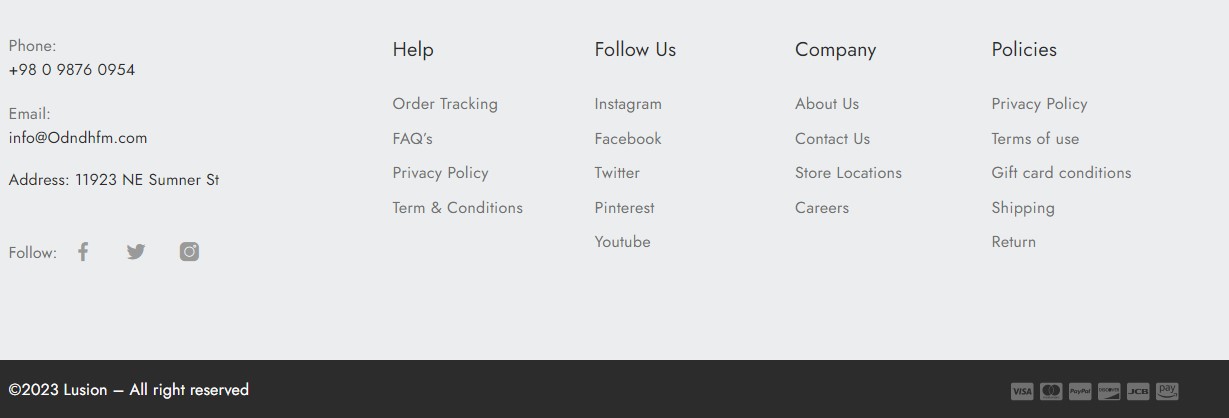 Phone:
+98 0 9876 0954
Email:
info@Odndhfm.com
Address: 11923 NE Sumner St
Follow:
Help
Order Tracking
FAQ's
Privacy Policy
Term & Conditions
Follow Us
Instagram
Facebook
Twitter
Pinterest
Youtube
Company
About Us
Contact Us
Store Locations
Careers
Policies
Privacy Policy
Terms of use
Gift card conditions
Shipping
Return
©2023 Lusion – All right reserved
VISA
PayPal
DISCOVER
JCB
pay